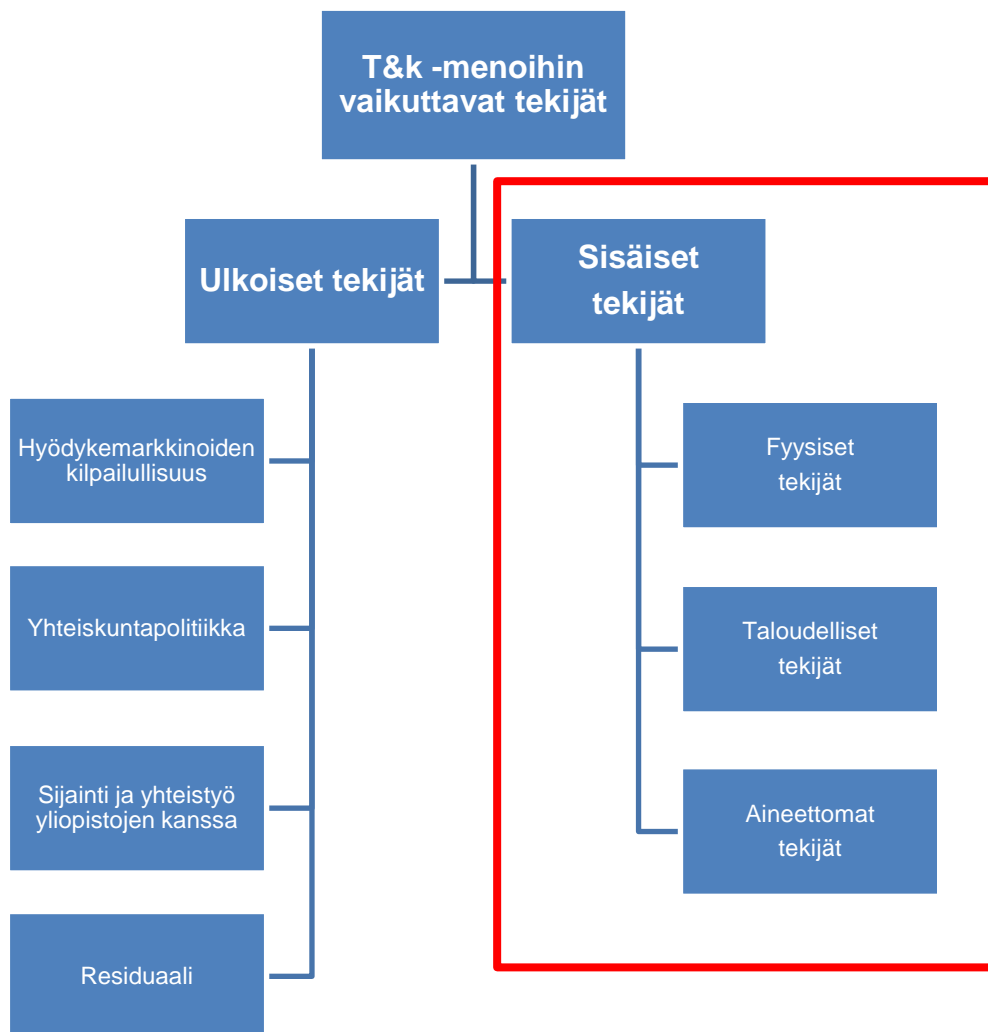 T&k -menoihin
vaikuttavat tekijät
Ulkoiset tekijät
Sisäiset
tekijät
Hyödykemarkkinoiden
kilpailullisuus
Yhteiskuntapolitiikka
Sijainti ja yhteistyö
yliopistojen kanssa
Residuaali
Fyysiset
tekijät
Taloudelliset
tekijät
Aineettomat
tekijät